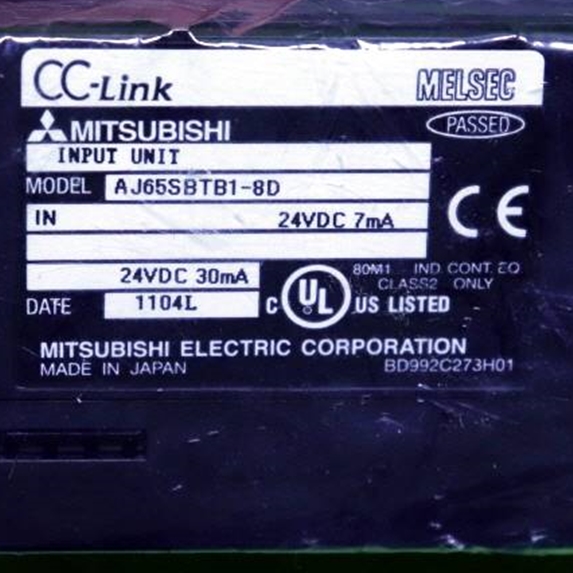 CC-Link MELSEC
MITSUBISHI PASSED
INPUT UNIT
MODEL AJ65SBTB1-8D
IN 24VDC 7mA
CE
24VDC 30mA
80M1 IND. CONT. EQ
CLASS2 ONLY
DATE 1104L
C UL US LISTED
MITSUBISHI ELECTRIC CORPORATION
MADE IN JAPAN BD992C273H01